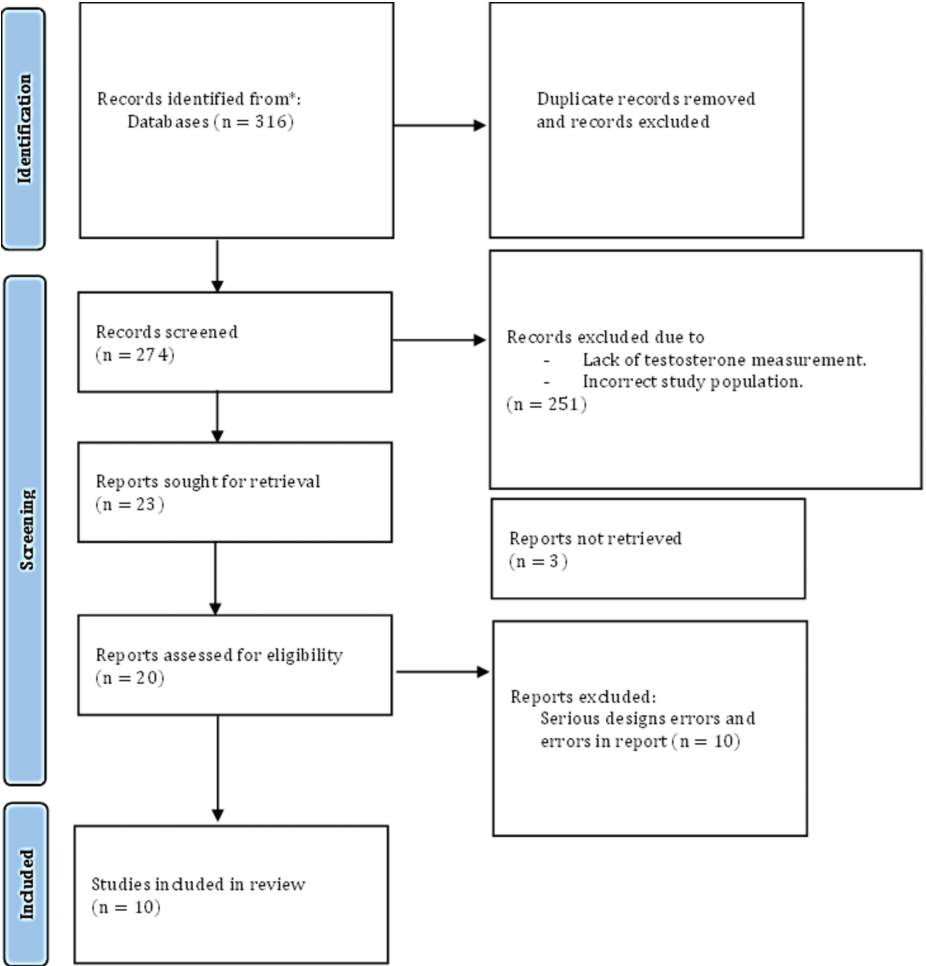 Identification
Records identified from*:
Databases (n = 316)
Duplicate records removed
and records excluded
Screening
Records screened
(n = 274)
Records excluded due to
- Lack of testosterone measurement.
- Incorrect study population.
(n = 251)
Reports sought for retrieval
(n = 23)
Reports not retrieved
(n = 3)
Reports assessed for eligibility
(n = 20)
Reports excluded:
Serious designs errors and
errors in report (n = 10)
Included
Studies included in review
(n = 10)